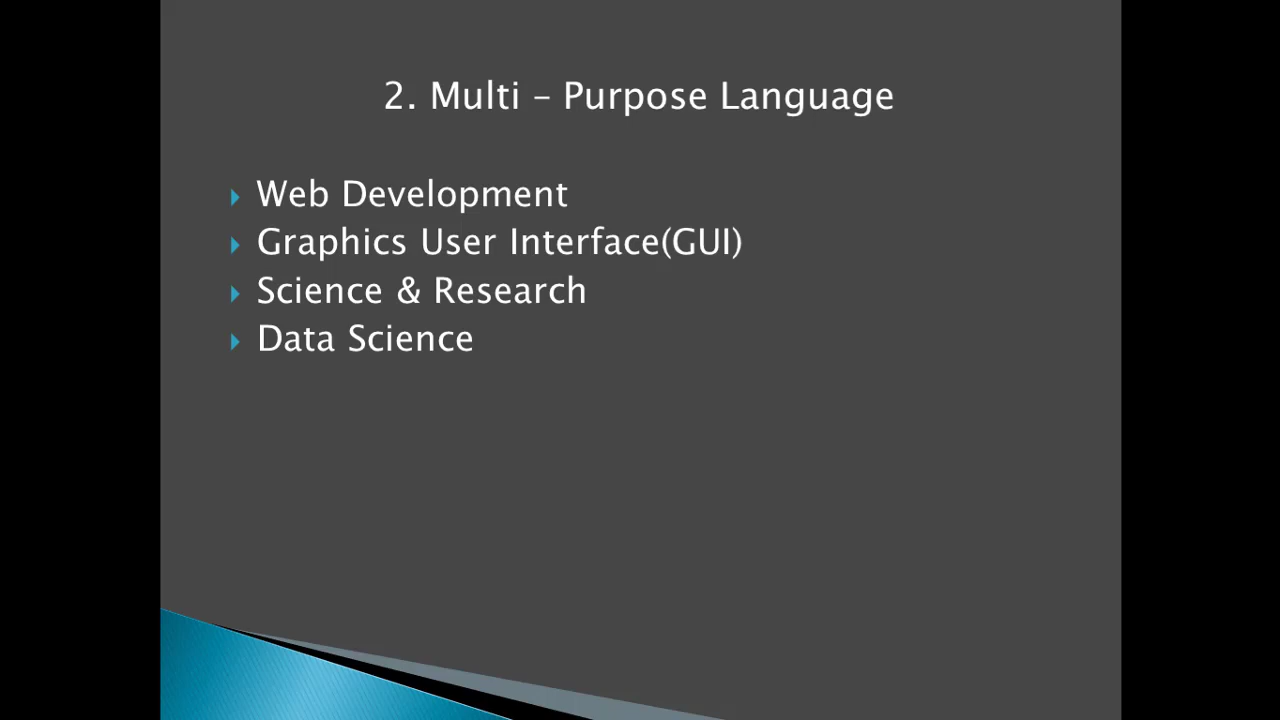 2. Multi – Purpose Language
Web Development
Graphics User Interface(GUI)
Science & Research
Data Science